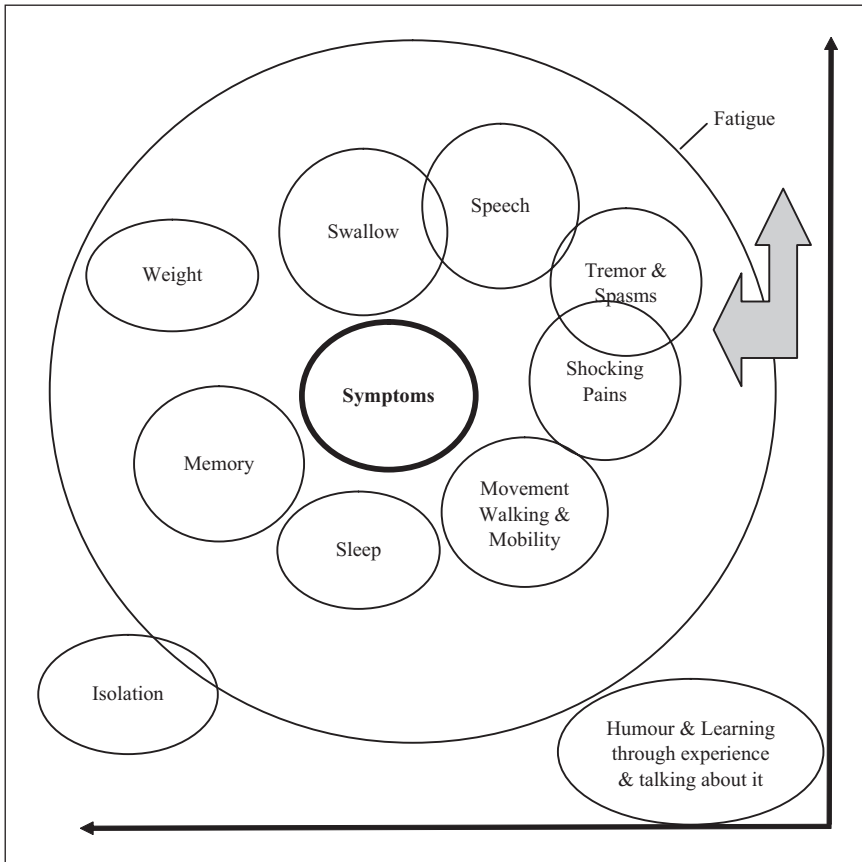 Fatigue
Speech
Swallow
Tremor &
Spasms
Weight
Shocking
Pains
Symptoms
Memory
Movement
Walking &
Mobility
Sleep
Isolation
Humour & Learning
through experience
& talking about it